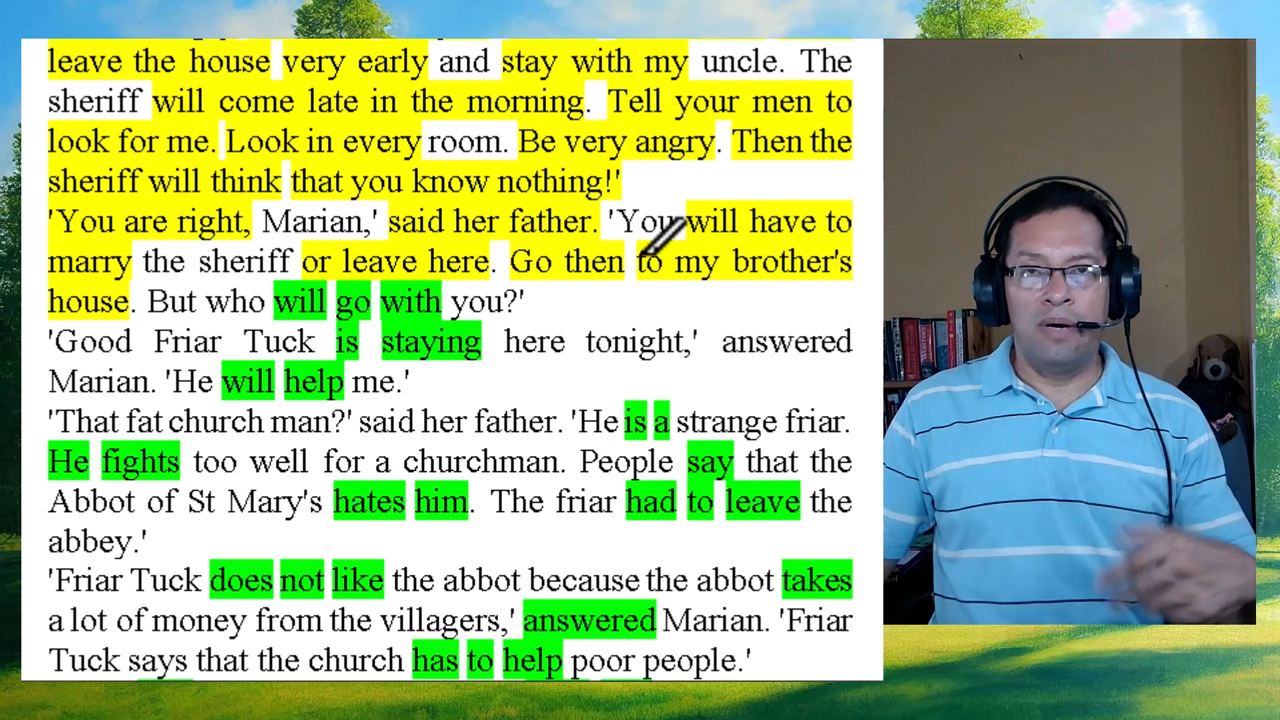 leave the house very early and stay with my uncle. The
sheriff will come late in the morning. Tell your men to
look for me. Look in every room. Be very angry. Then the
sheriff will think that you know nothing!'
'You are right, Marian,' said her father. 'You will have to
marry the sheriff or leave here. Go then to my brother's
house. But who will go with you?'
'Good Friar Tuck is staying here tonight,' answered
Marian. 'He will help me.'
'That fat church man?' said her father. 'He is a strange friar.
He fights too well for a churchman. People say that the
Abbot of St Mary's hates him. The friar had to leave the
abbey.'
'Friar Tuck does not like the abbot because the abbot takes
a lot of money from the villagers,' answered Marian. 'Friar
Tuck says that the church has to help poor people.'